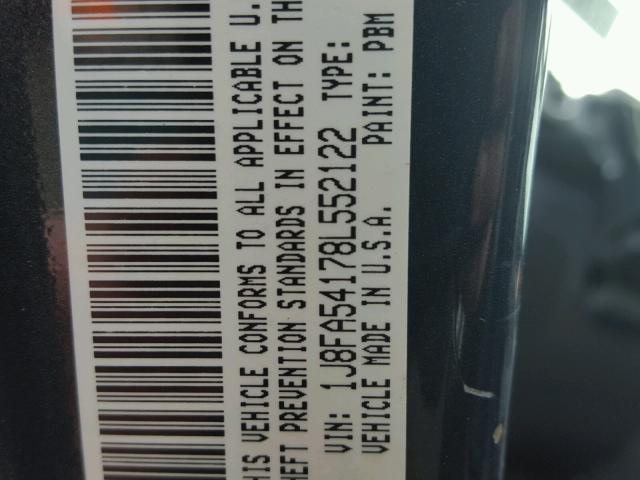 HIS VEHICLE CONFORMS TO ALL APPLICABLE U.
HEFT PREVENTION STANDARDS IN EFFECT ON TH
VIN: 1J8FA54178L552122 TYPE:
VEHICLE MADE IN U.S.A. PAINT: PBM